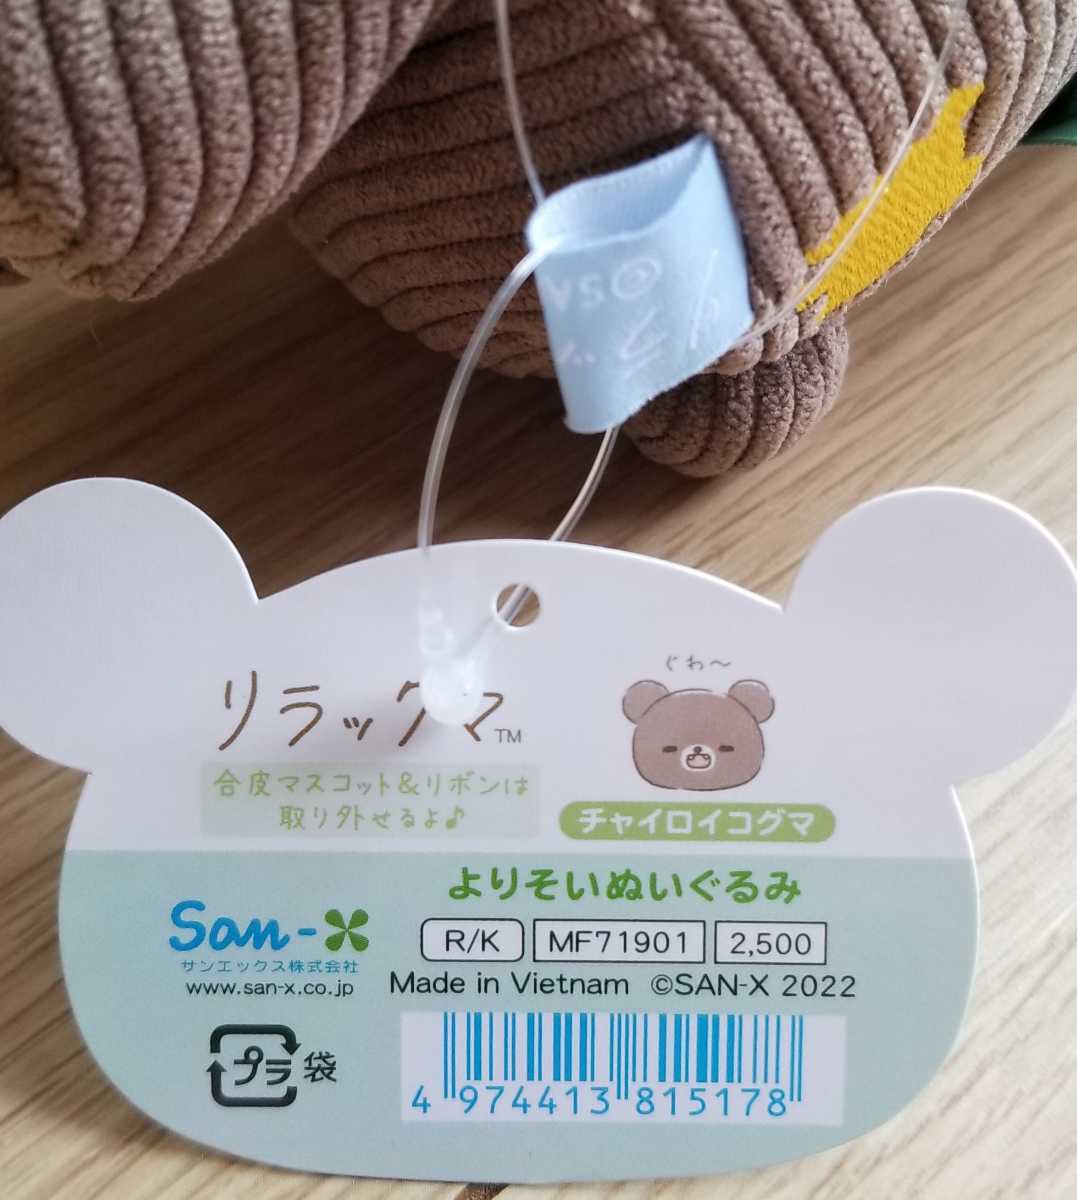 ぐわ〜
リラックマ™
合皮マスコット&リボンは
取り外せるよ♪
チャイロイコグマ
よりそいぬいぐるみ
San-X
サンエックス株式会社
www.san-x.co.jp
R/K MF71901 2,500
Made in Vietnam ©SAN-X 2022
プラ 袋
4 974413 815178